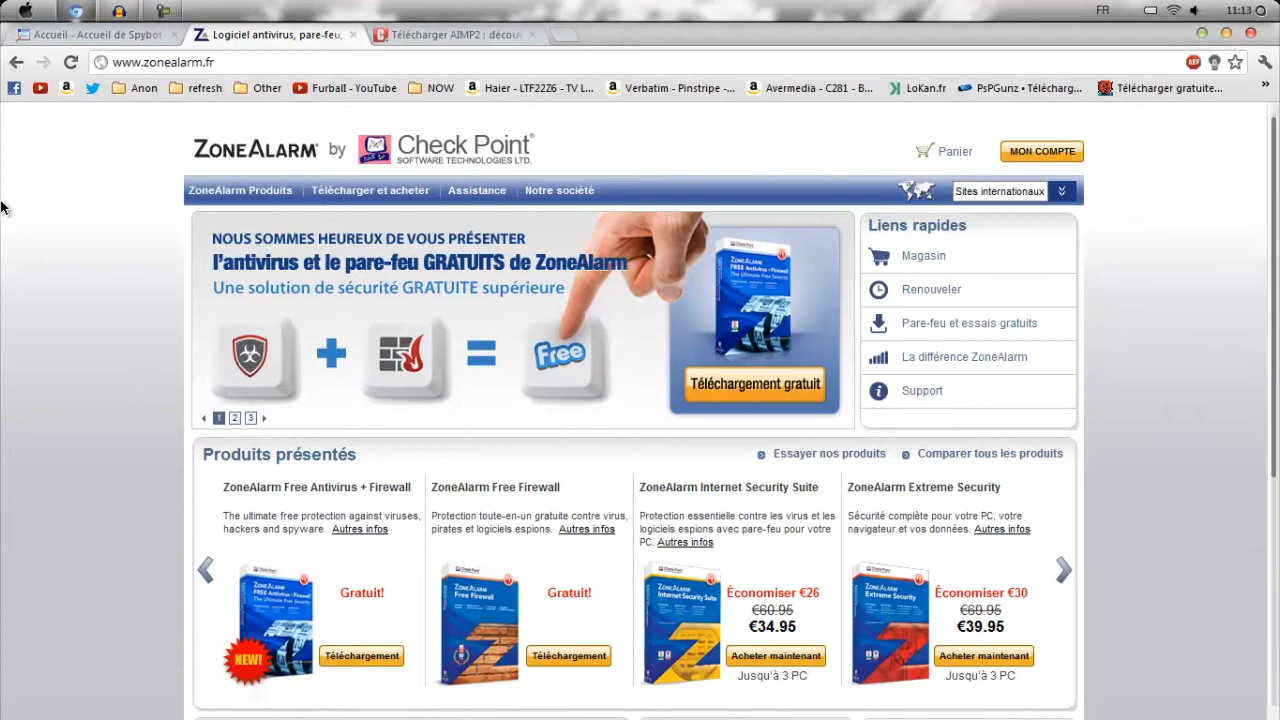 FR
11:13
Accueil - Accueil de Spybot
Logiciel antivirus, pare-feu,
Télécharger AIMP2 : décou
www.zonealarm.fr
ABP
Anon
refresh
Other
Furball - YouTube
NOW
Haier - LTF22Z6 - TV L...
Verbatim - Pinstripe -...
Avermedia - C281 - B...
LoKan.fr
PsPGunz • Télécharg...
Télécharger gratuite...
ZONEALARM by Check Point
SOFTWARE TECHNOLOGIES LTD.
Panier
MON COMPTE
ZoneAlarm Produits
Télécharger et acheter
Assistance
Notre société
Sites internationaux
NOUS SOMMES HEUREUX DE VOUS PRÉSENTER
l'antivirus et le pare-feu GRATUITS de ZoneAlarm
Une solution de sécurité GRATUITE supérieure
Free
Téléchargement gratuit
1 2 3
Liens rapides
Magasin
Renouveler
Pare-feu et essais gratuits
La différence ZoneAlarm
Support
Produits présentés
Essayer nos produits
Comparer tous les produits
ZoneAlarm Free Antivirus + Firewall
The ultimate free protection against viruses,
hackers and spyware. Autres infos
Gratuit!
NEW!
Téléchargement
ZoneAlarm Free Firewall
Protection toute-en-un gratuite contre virus,
pirates et logiciels espions. Autres infos
Gratuit!
Téléchargement
ZoneAlarm Internet Security Suite
Protection essentielle contre les virus et les
logiciels espions avec pare-feu pour votre
PC. Autres infos
Économiser €26
€60.95
€34.95
Acheter maintenant
Jusqu'à 3 PC
ZoneAlarm Extreme Security
Sécurité complète pour votre PC, votre
navigateur et vos données. Autres infos
Économiser €30
€69.95
€39.95
Acheter maintenant
Jusqu'à 3 PC